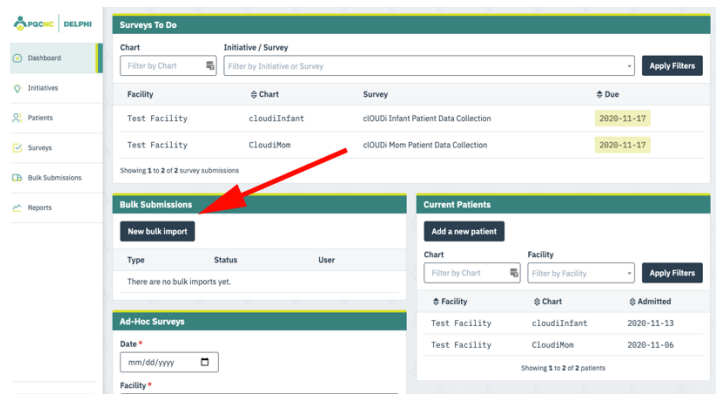 PQCNC | DELPHI
Dashboard
Initiatives
Patients
Surveys
Bulk Submissions
Reports
Surveys To Do
Chart Initiative / Survey
Filter by Chart Filter by Initiative or Survey Apply Filters
Facility Chart Survey Due
Test Facility cloudiInfant clOUDi Infant Patient Data Collection 2020-11-17
Test Facility CloudiMom clOUDi Mom Patient Data Collection 2020-11-17
Showing 1 to 2 of 2 survey submissions
Bulk Submissions
New bulk import
Type Status User
There are no bulk imports yet.
Ad-Hoc Surveys
Date *
mm/dd/yyyy
Facility *
Current Patients
Add a new patient
Chart Facility
Filter by Chart Filter by Facility Apply Filters
Facility Chart Admitted
Test Facility cloudiInfant 2020-11-13
Test Facility CloudiMom 2020-11-06
Showing 1 to 2 of 2 patients